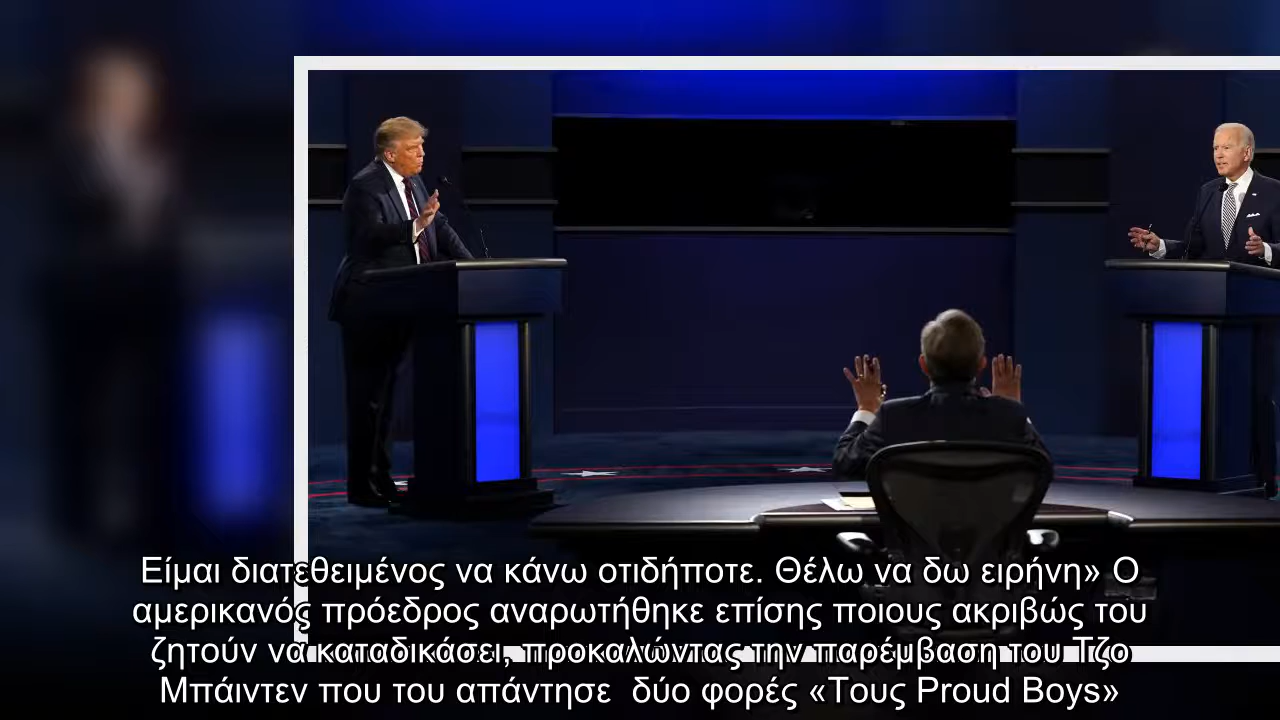 Είμαι διατεθειμένος να κάνω οτιδήποτε. Θέλω να δω ειρήνη» Ο
αμερικανός πρόεδρος αναρωτήθηκε επίσης ποιους ακριβώς του
ζητούν να καταδικάσει, προκαλώντας την παρέμβαση του Τζο
Μπάιντεν που του απάντησε  δύο φορές «Τους Proud Boys»